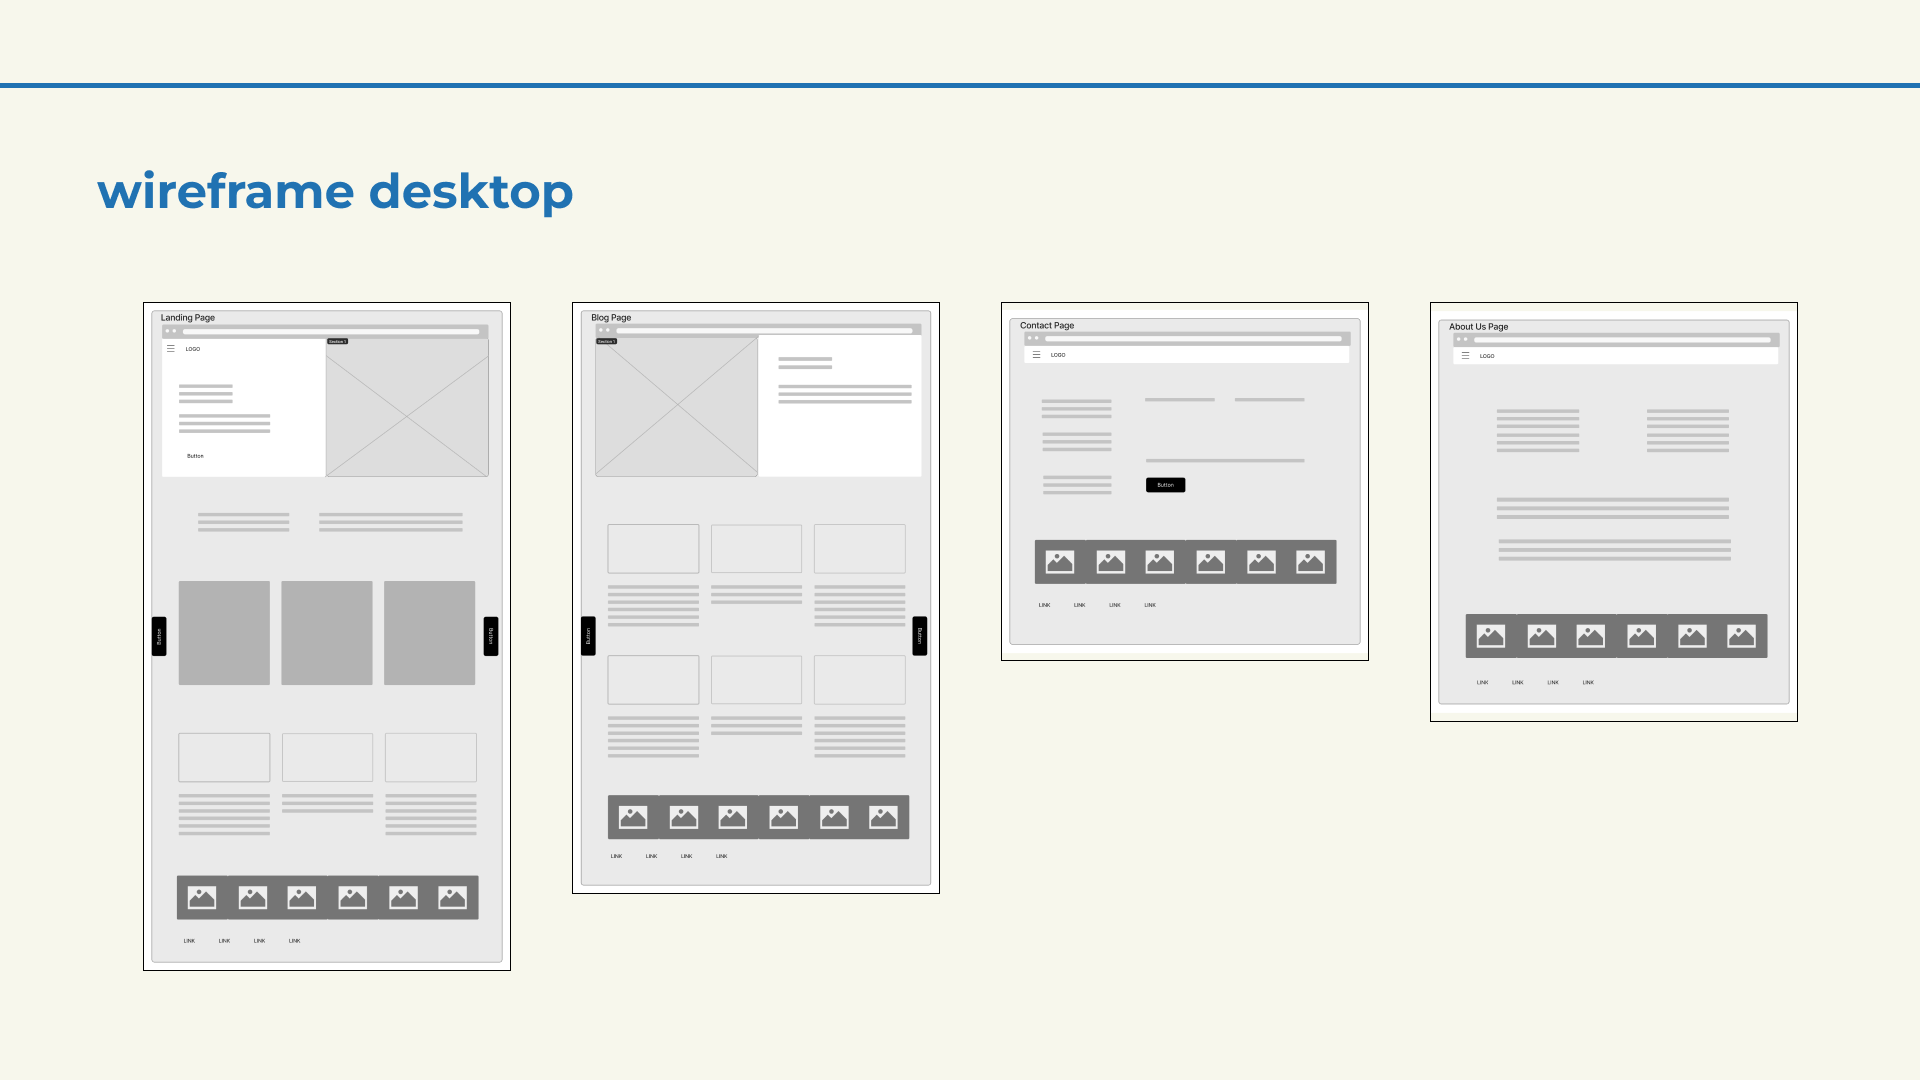 wireframe desktop
Landing Page
Section 1
LOGO
Button
Button
Button
LINK LINK LINK LINK
Blog Page
Section 1
Button
Button
LINK LINK LINK LINK
Contact Page
LOGO
Button
LINK LINK LINK LINK
About Us Page
LOGO
LINK LINK LINK LINK